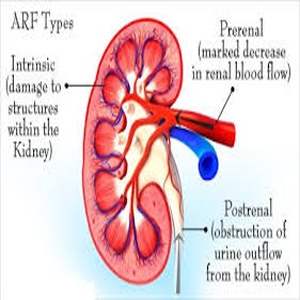 ARF Types
Intrinsic
(damage to
structures
within the
Kidney)
Prerenal
(marked decrease
in renal blood flow)
Postrenal
(obstruction of
urine outflow
from the kidney)